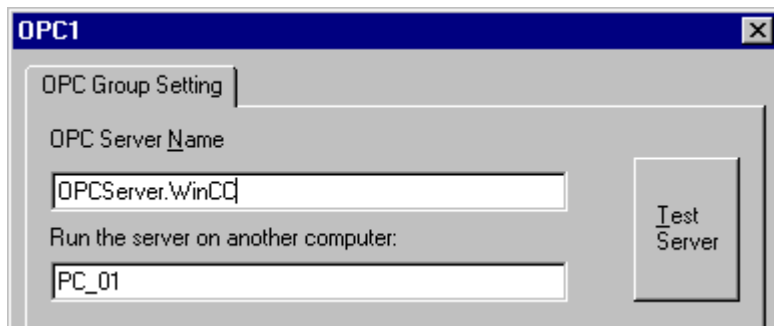 OPC1
OPC Group Setting
OPC Server Name
OPCServer.WinCC
Run the server on another computer:
PC_01
Test
Server